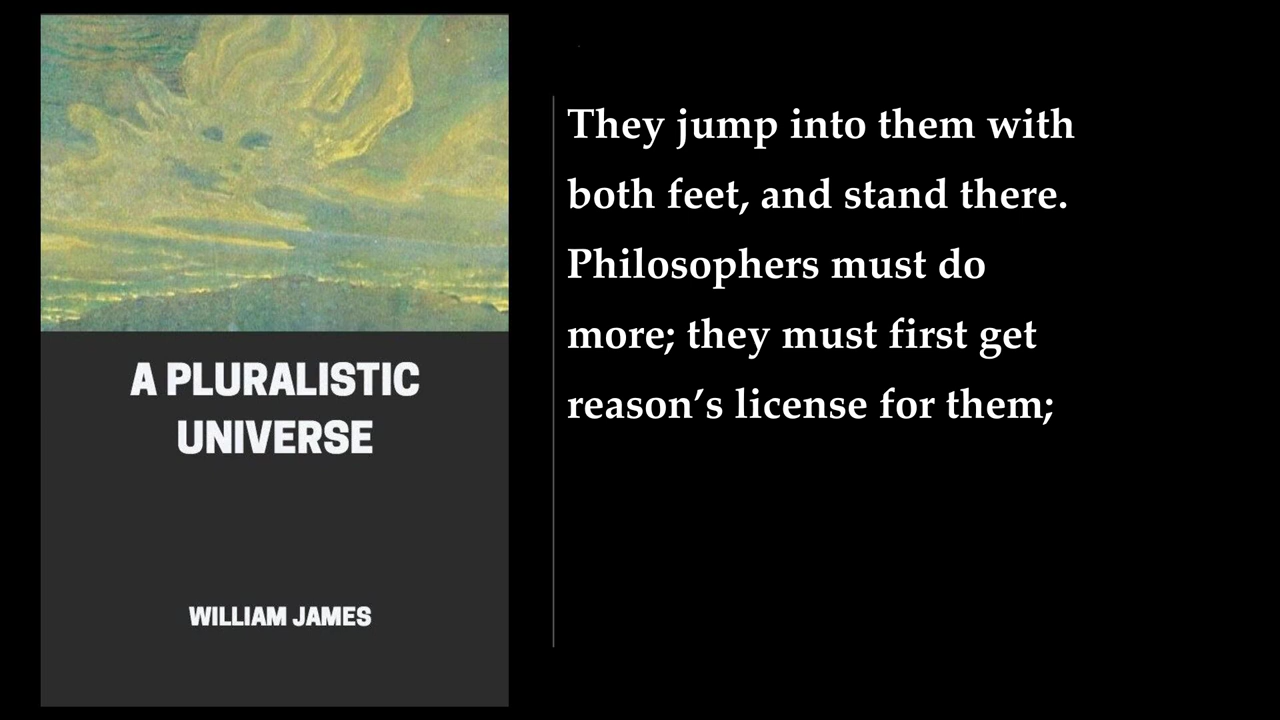 A PLURALISTIC
UNIVERSE
WILLIAM JAMES
They jump into them with
both feet, and stand there.
Philosophers must do
more; they must first get
reason’s license for them;